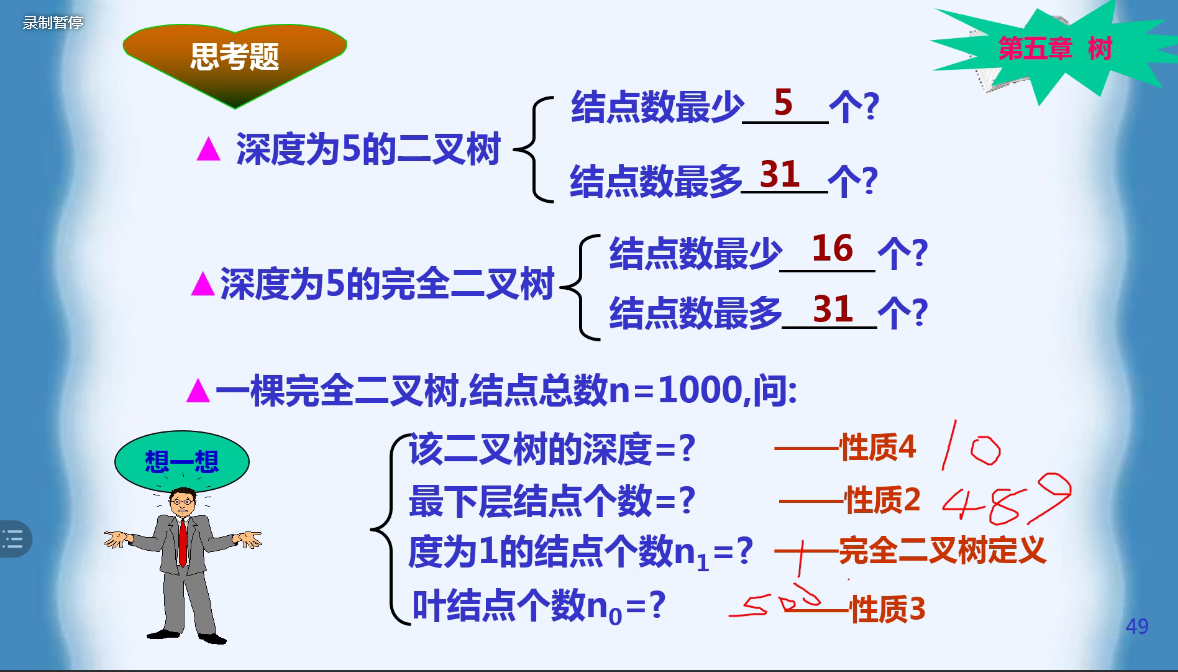 录制暂停
思考题
第五章 树
▲ 深度为5的二叉树
结点数最少 5 个?
结点数最多 31 个?
▲深度为5的完全二叉树
结点数最少 16 个?
结点数最多 31 个?
▲一棵完全二叉树,结点总数n=1000,问:
想一想
该二叉树的深度=? ——性质4 10
最下层结点个数=? ——性质2 489
度为1的结点个数n₁=? ——完全二叉树定义 1
叶结点个数n₀=? 500 ——性质3
49